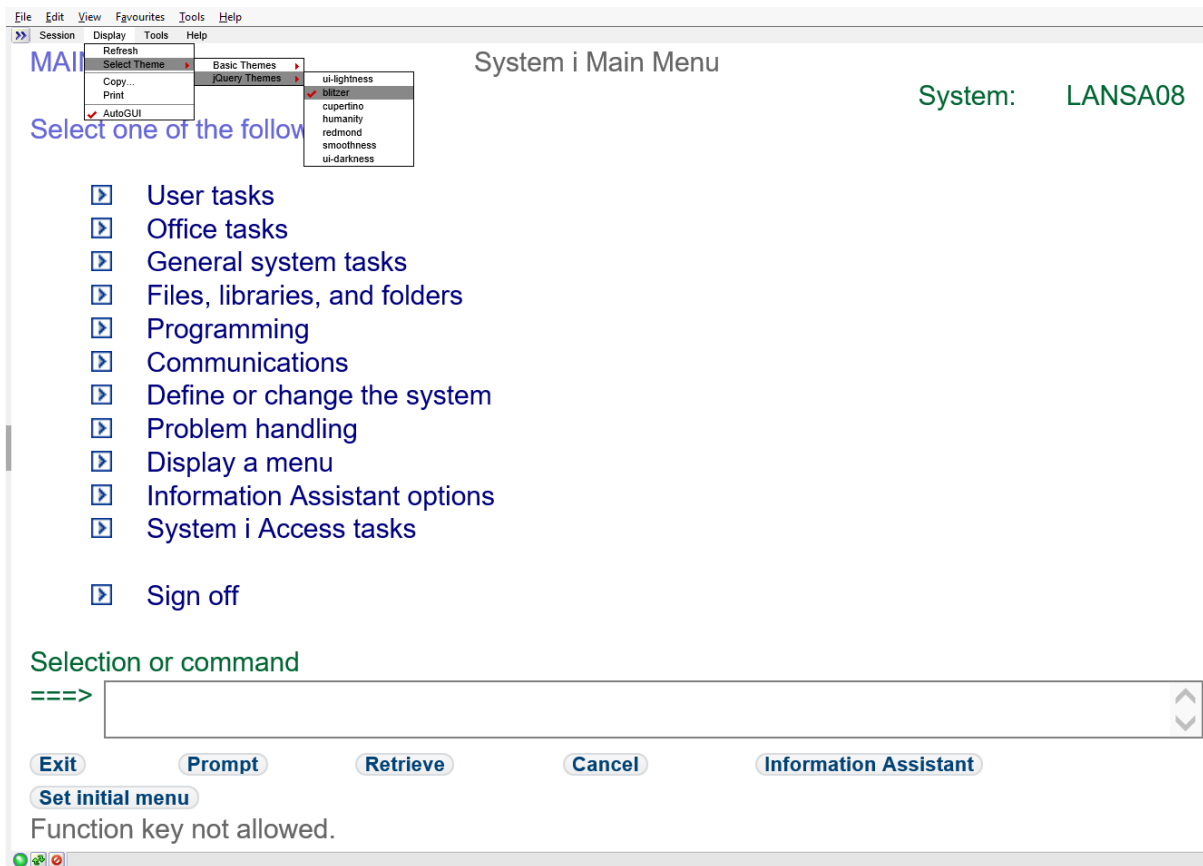 File Edit View Favourites Tools Help
Session Display Tools Help
Refresh
Select Theme
Copy...
Print
AutoGUI
Basic Themes
jQuery Themes
ui-lightness
blitzer
cupertino
humanity
redmond
smoothness
ui-darkness
MAI
System i Main Menu
System: LANSA08
Select one of the follow
User tasks
Office tasks
General system tasks
Files, libraries, and folders
Programming
Communications
Define or change the system
Problem handling
Display a menu
Information Assistant options
System i Access tasks
Sign off
Selection or command
===>
Exit Prompt Retrieve Cancel Information Assistant
Set initial menu
Function key not allowed.